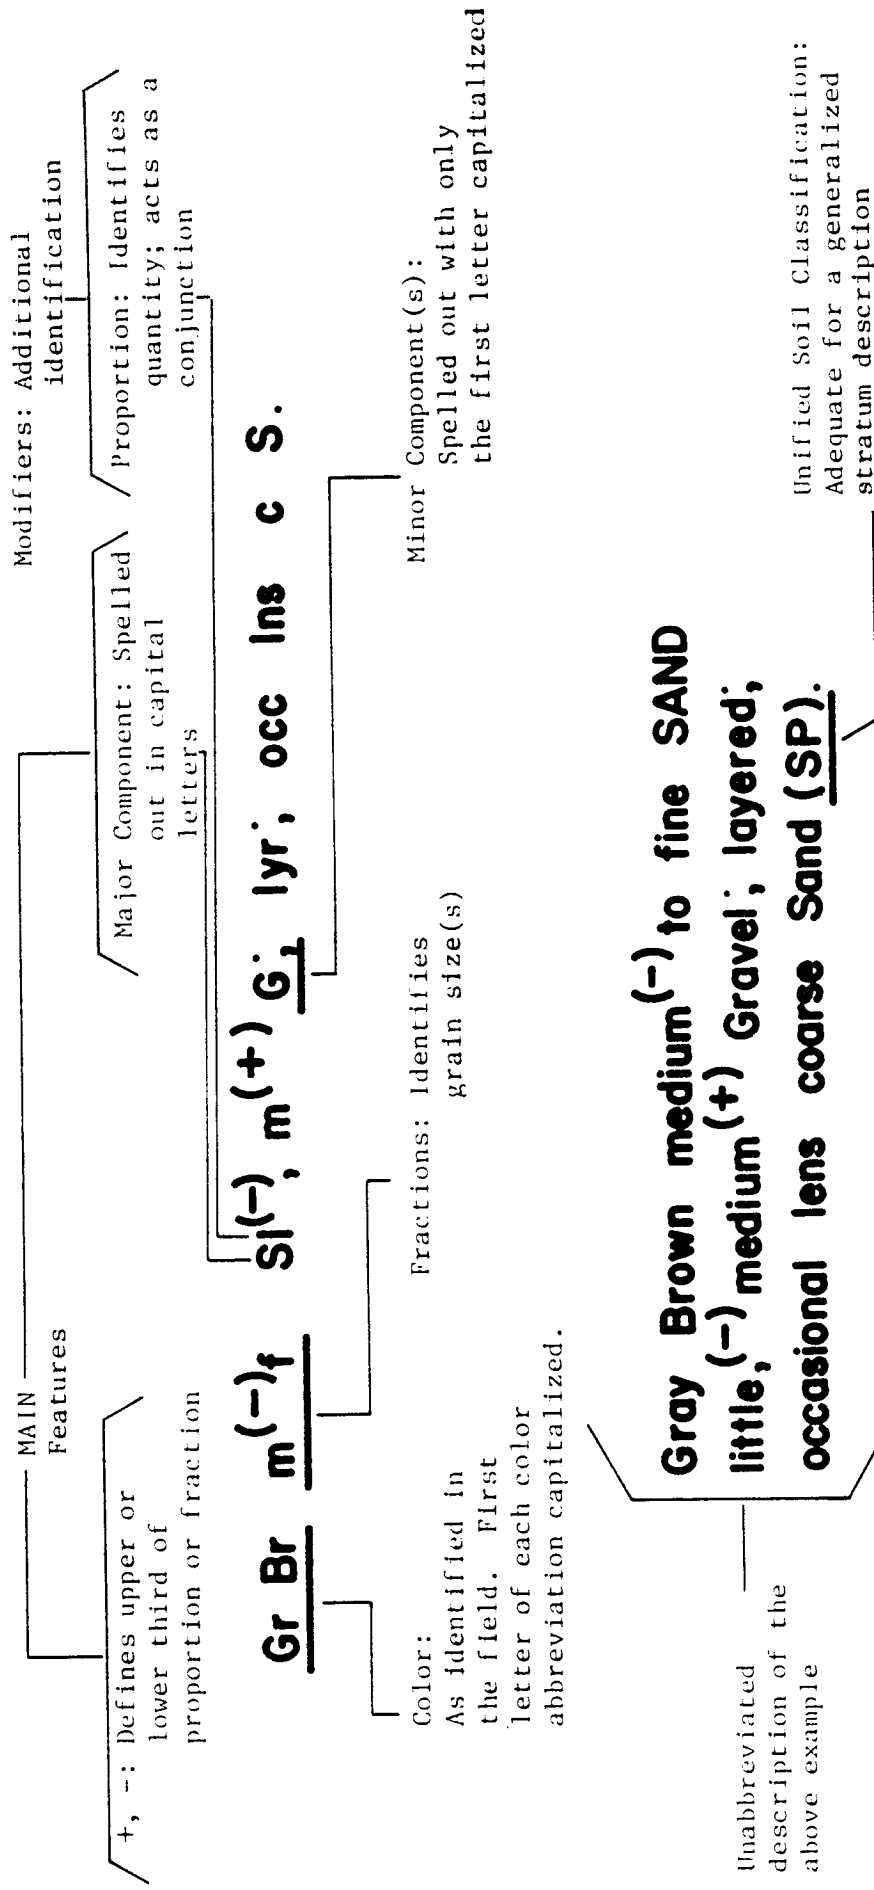 MAIN
Features
Modifiers: Additional
identification
+, -: Defines upper or
lower third of
proportion or fraction
Major Component: Spelled
out in capital
letters
Proportion: Identifies
quantity; acts as a
conjunction
Gr Br m(-)f Sl(-), m(+) G; lyr; occ lns c S.
Color:
As identified in
the field. First
letter of each color
abbreviation capitalized.
Fractions: Identifies
grain size(s)
Minor Component(s):
Spelled out with only
the first letter capitalized
Unabbreviated
description of the
above example
Gray Brown medium(-) to fine SAND
little,(-) medium(+) Gravel; layered;
occasional lens coarse Sand (SP).
Unified Soil Classification:
Adequate for a generalized
stratum description